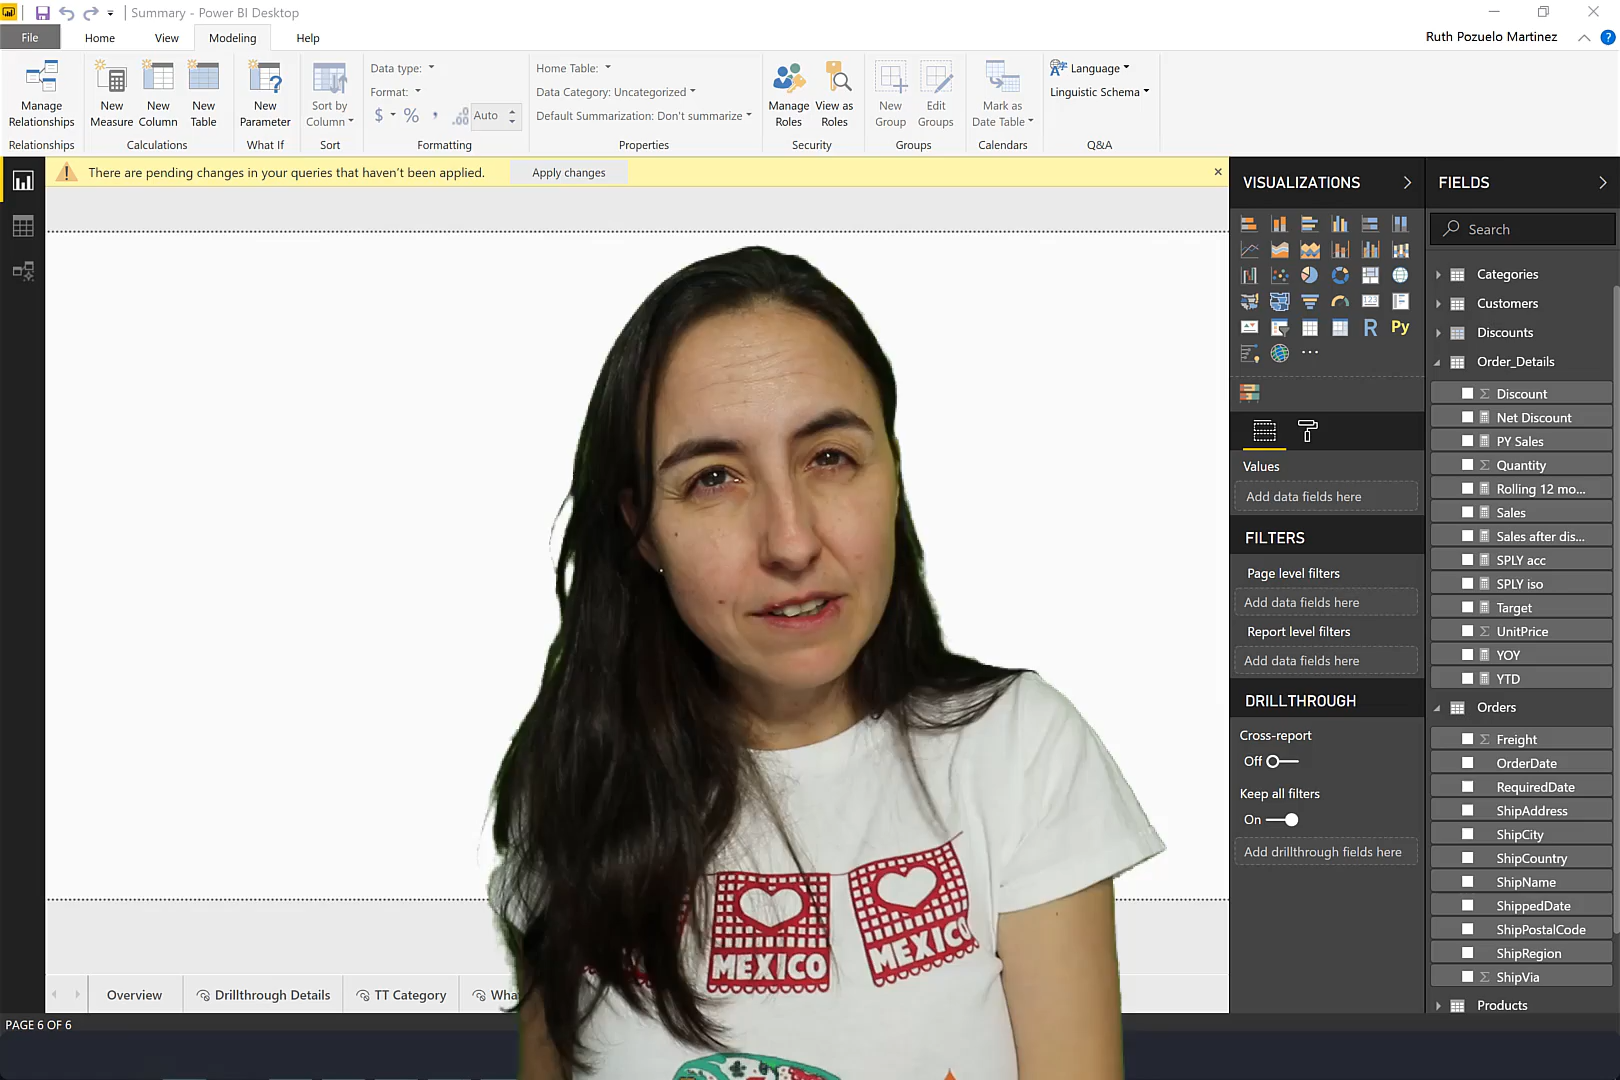 Summary - Power BI Desktop
File Home View Modeling Help
Ruth Pozuelo Martinez
Manage Relationships
Relationships
New Measure
New Column
New Table
Calculations
New Parameter
What If
Sort by Column
Sort
Data type:
Format:
$ % , .00 Auto
Formatting
Home Table:
Data Category: Uncategorized
Default Summarization: Don't summarize
Properties
Manage Roles
View as Roles
Security
New Group
Edit Groups
Groups
Mark as Date Table
Calendars
Language
Linguistic Schema
Q&A
There are pending changes in your queries that haven't been applied.
Apply changes
VISUALIZATIONS
R Py
Values
Add data fields here
FILTERS
Page level filters
Add data fields here
Report level filters
Add data fields here
DRILLTHROUGH
Cross-report
Off
Keep all filters
On
Add drillthrough fields here
FIELDS
Search
Categories
Customers
Discounts
Order_Details
Discount
Net Discount
PY Sales
Quantity
Rolling 12 mo...
Sales
Sales after dis...
SPLY acc
SPLY iso
Target
UnitPrice
YOY
YTD
Orders
Freight
OrderDate
RequiredDate
ShipAddress
ShipCity
ShipCountry
ShipName
ShippedDate
ShipPostalCode
ShipRegion
ShipVia
Products
MEXICO
MEXICO
Overview
Drillthrough Details
TT Category
Wha
PAGE 6 OF 6